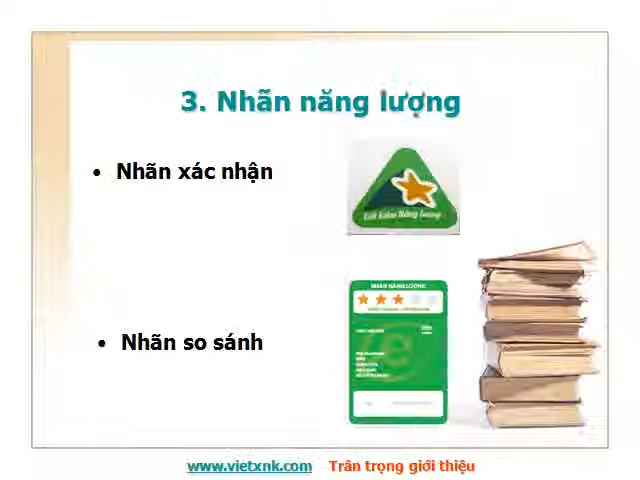 3. Nhãn năng lượng
• Nhãn xác nhận
Tiết kiệm Năng lượng
NHÃN NĂNG LƯỢNG
• Nhãn so sánh
www.vietxnk.com Trân trọng giới thiệu